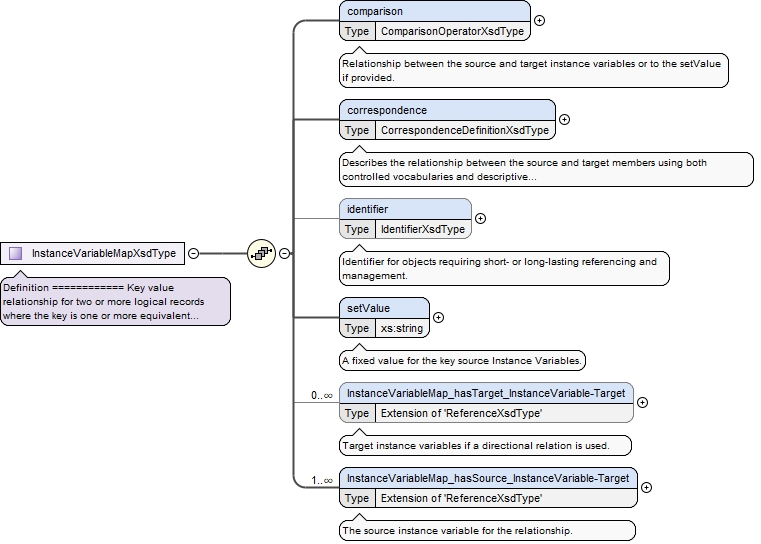 comparison
Type ComparisonOperatorXsdType
Relationship between the source and target instance variables or to the setValue
if provided.
correspondence
Type CorrespondenceDefinitionXsdType
Describes the relationship between the source and target members using both
controlled vocabularies and descriptive...
identifier
Type IdentifierXsdType
Identifier for objects requiring short- or long-lasting referencing and
management.
InstanceVariableMapXsdType
Definition ============ Key value
relationship for two or more logical records
where the key is one or more equivalent...
setValue
Type xs:string
A fixed value for the key source Instance Variables.
0..∞
InstanceVariableMap_hasTarget_InstanceVariable-Target
Type Extension of 'ReferenceXsdType'
Target instance variables if a directional relation is used.
1..∞
InstanceVariableMap_hasSource_InstanceVariable-Target
Type Extension of 'ReferenceXsdType'
The source instance variable for the relationship.